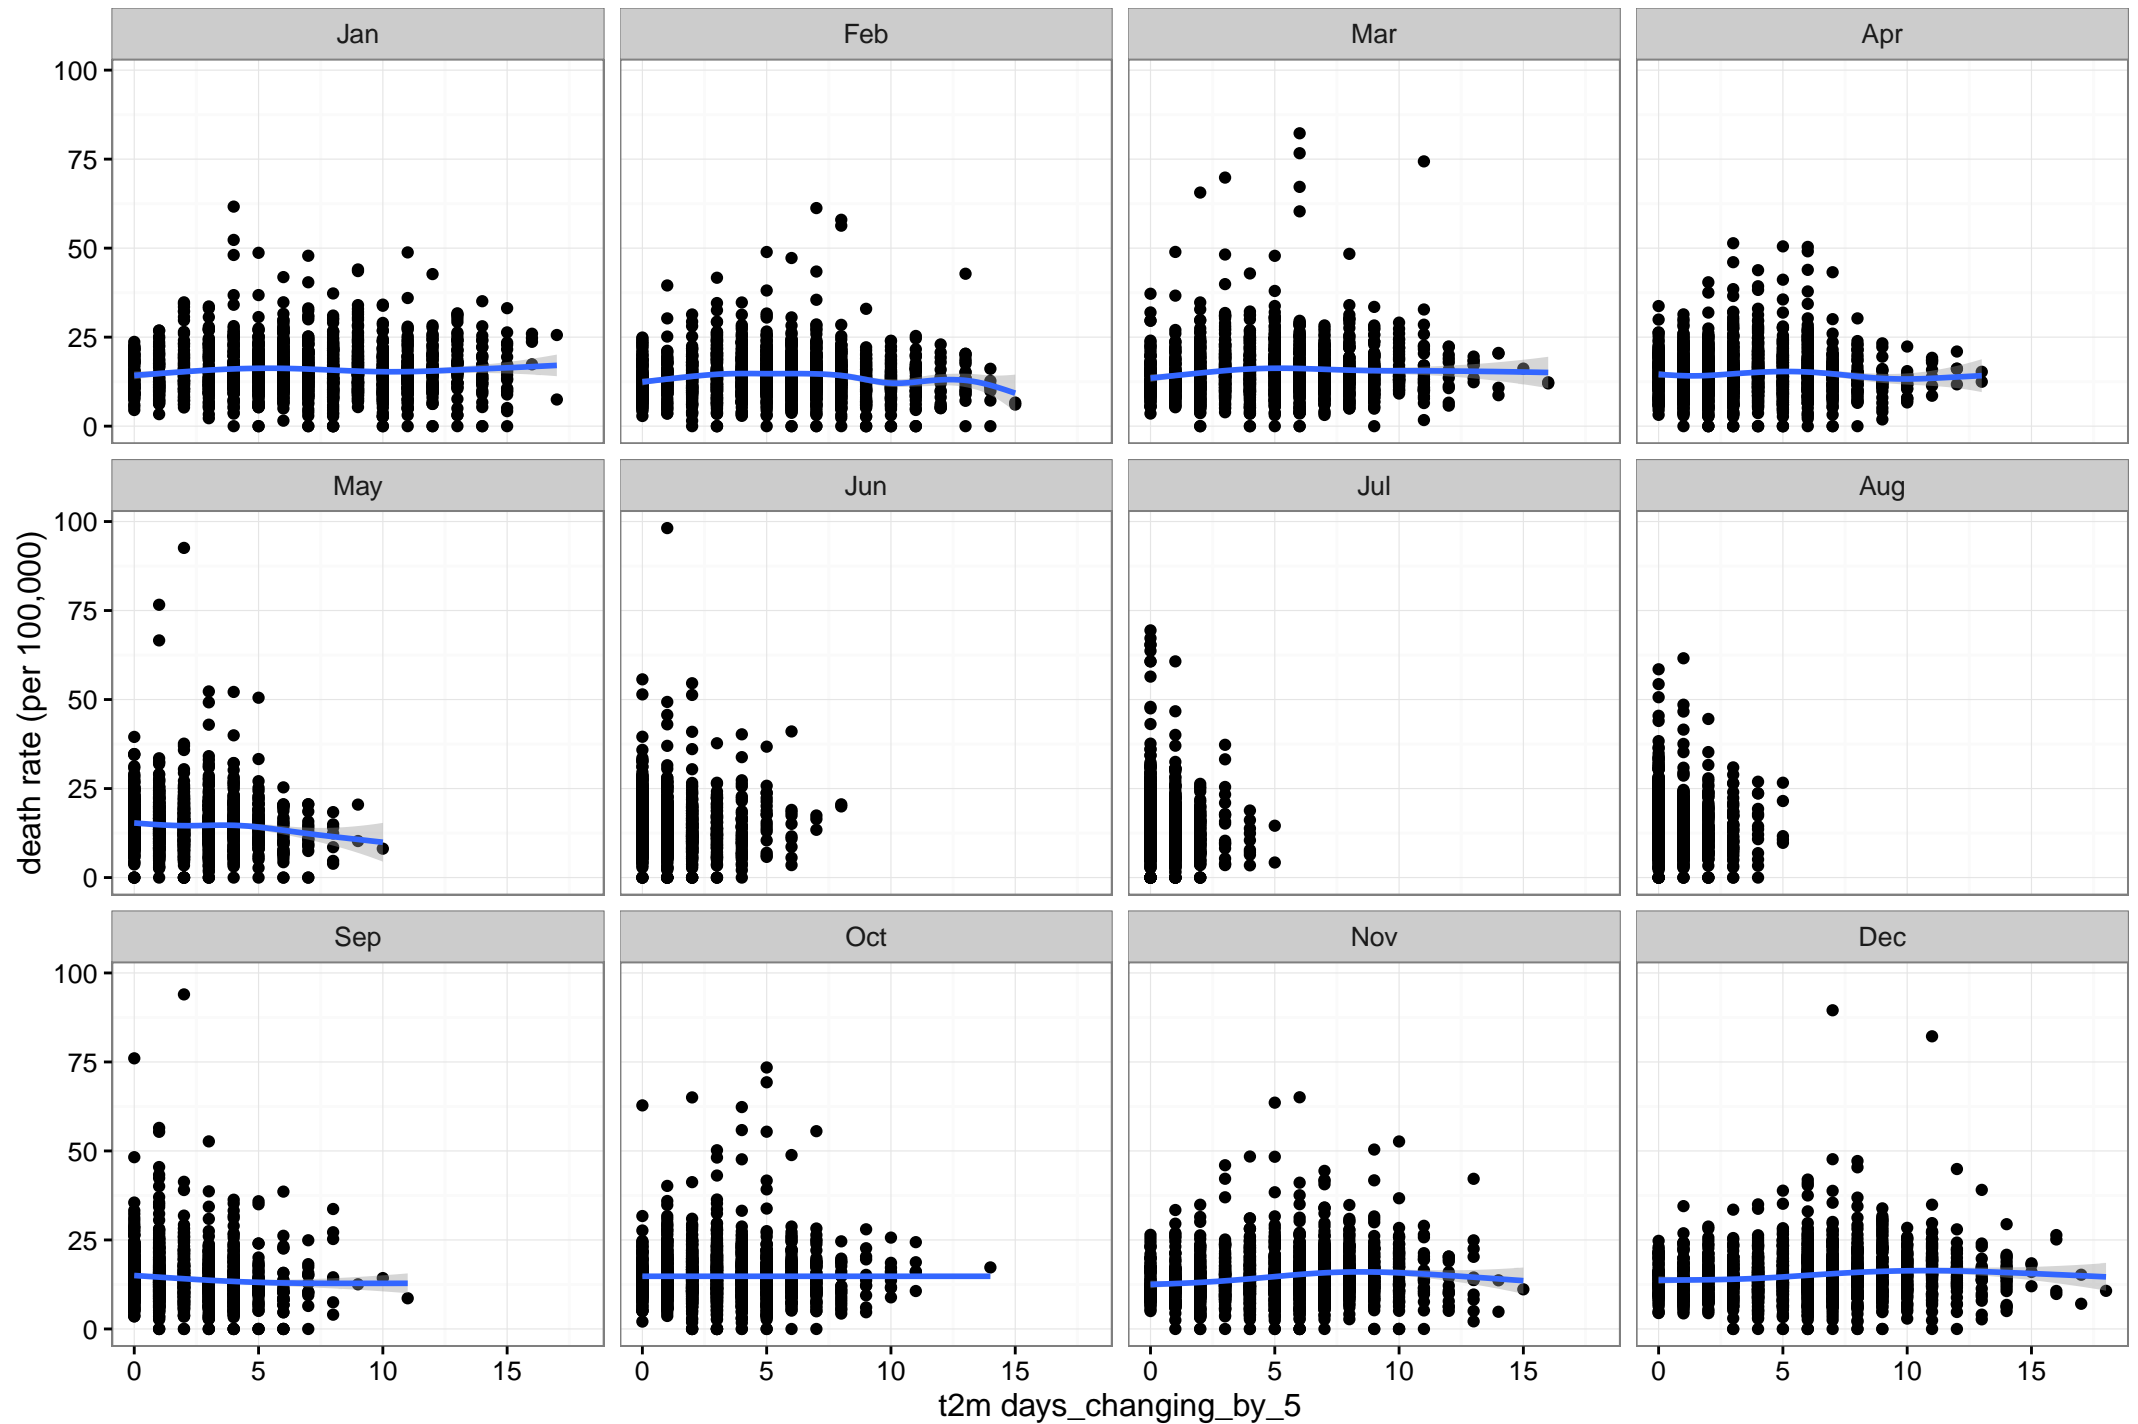 Jan Feb Mar Apr
100
75
50
25
0
May Jun Jul Aug
100
75
50
25
0
death rate (per 100,000)
Sep Oct Nov Dec
100
75
50
25
0
0 5 10 15 0 5 10 15 0 5 10 15 0 5 10 15
t2m days_changing_by_5